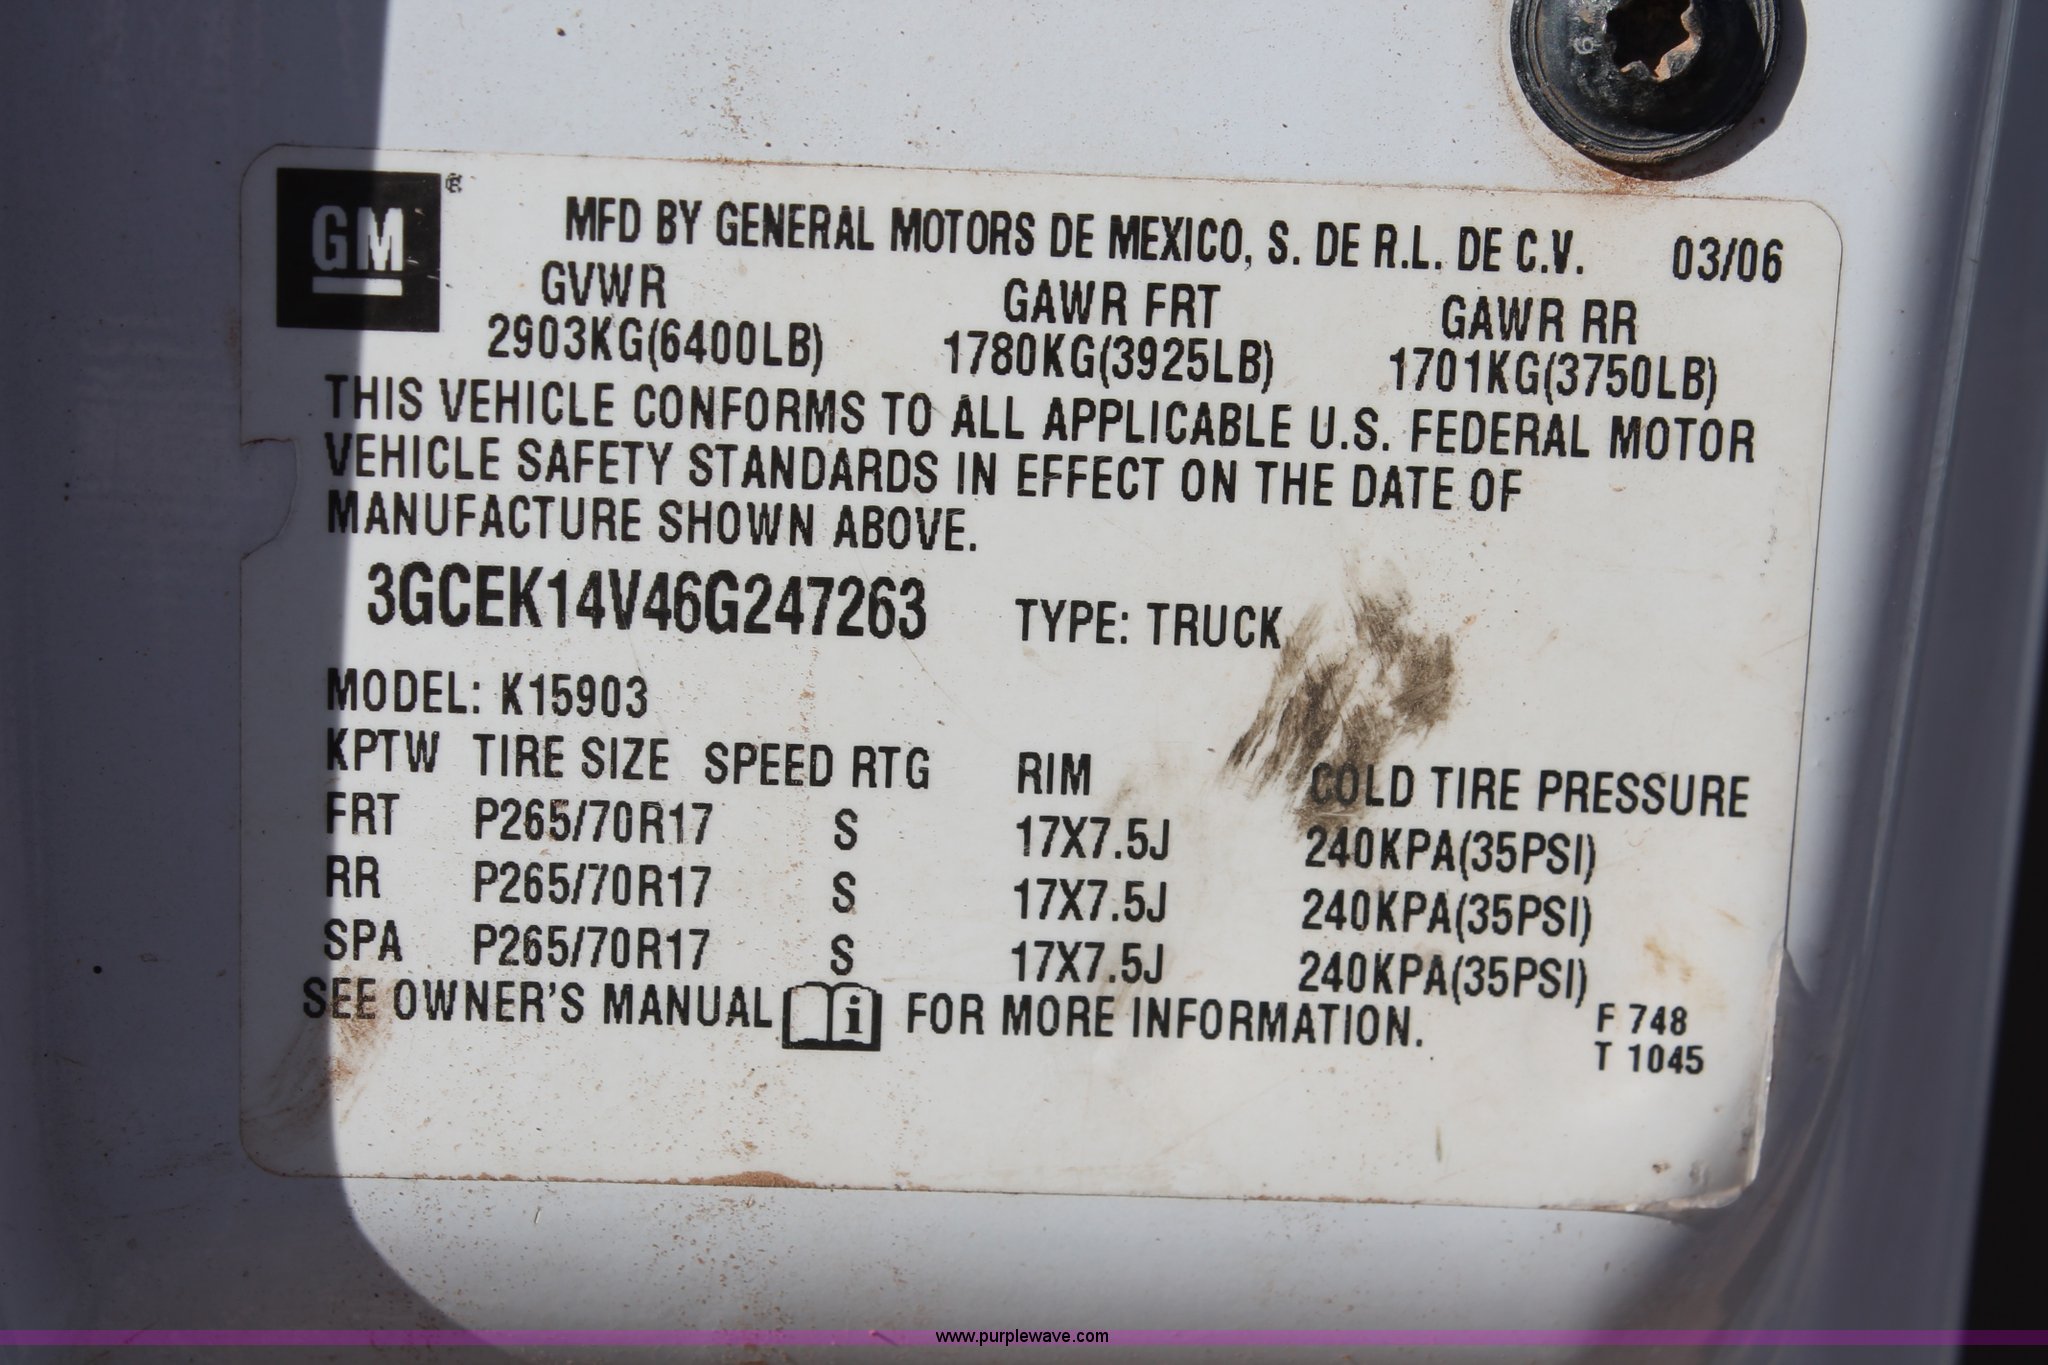 6
GM
MFD BY GENERAL MOTORS DE MEXICO, S. DE R.L. DE C.V. 03/06
GVWR GAWR FRT GAWR RR
2903KG(6400LB) 1780KG(3925LB) 1701KG(3750LB)
THIS VEHICLE CONFORMS TO ALL APPLICABLE U.S. FEDERAL MOTOR
VEHICLE SAFETY STANDARDS IN EFFECT ON THE DATE OF
MANUFACTURE SHOWN ABOVE.
3GCEK14V46G247263 TYPE: TRUCK
MODEL: K15903
KPTW TIRE SIZE SPEED RTG RIM COLD TIRE PRESSURE
FRT P265/70R17 S 17X7.5J 240KPA(35PSI)
RR P265/70R17 S 17X7.5J 240KPA(35PSI)
SPA P265/70R17 S 17X7.5J 240KPA(35PSI)
SEE OWNER'S MANUAL i FOR MORE INFORMATION.
F 748
T 1045
www.purplewave.com